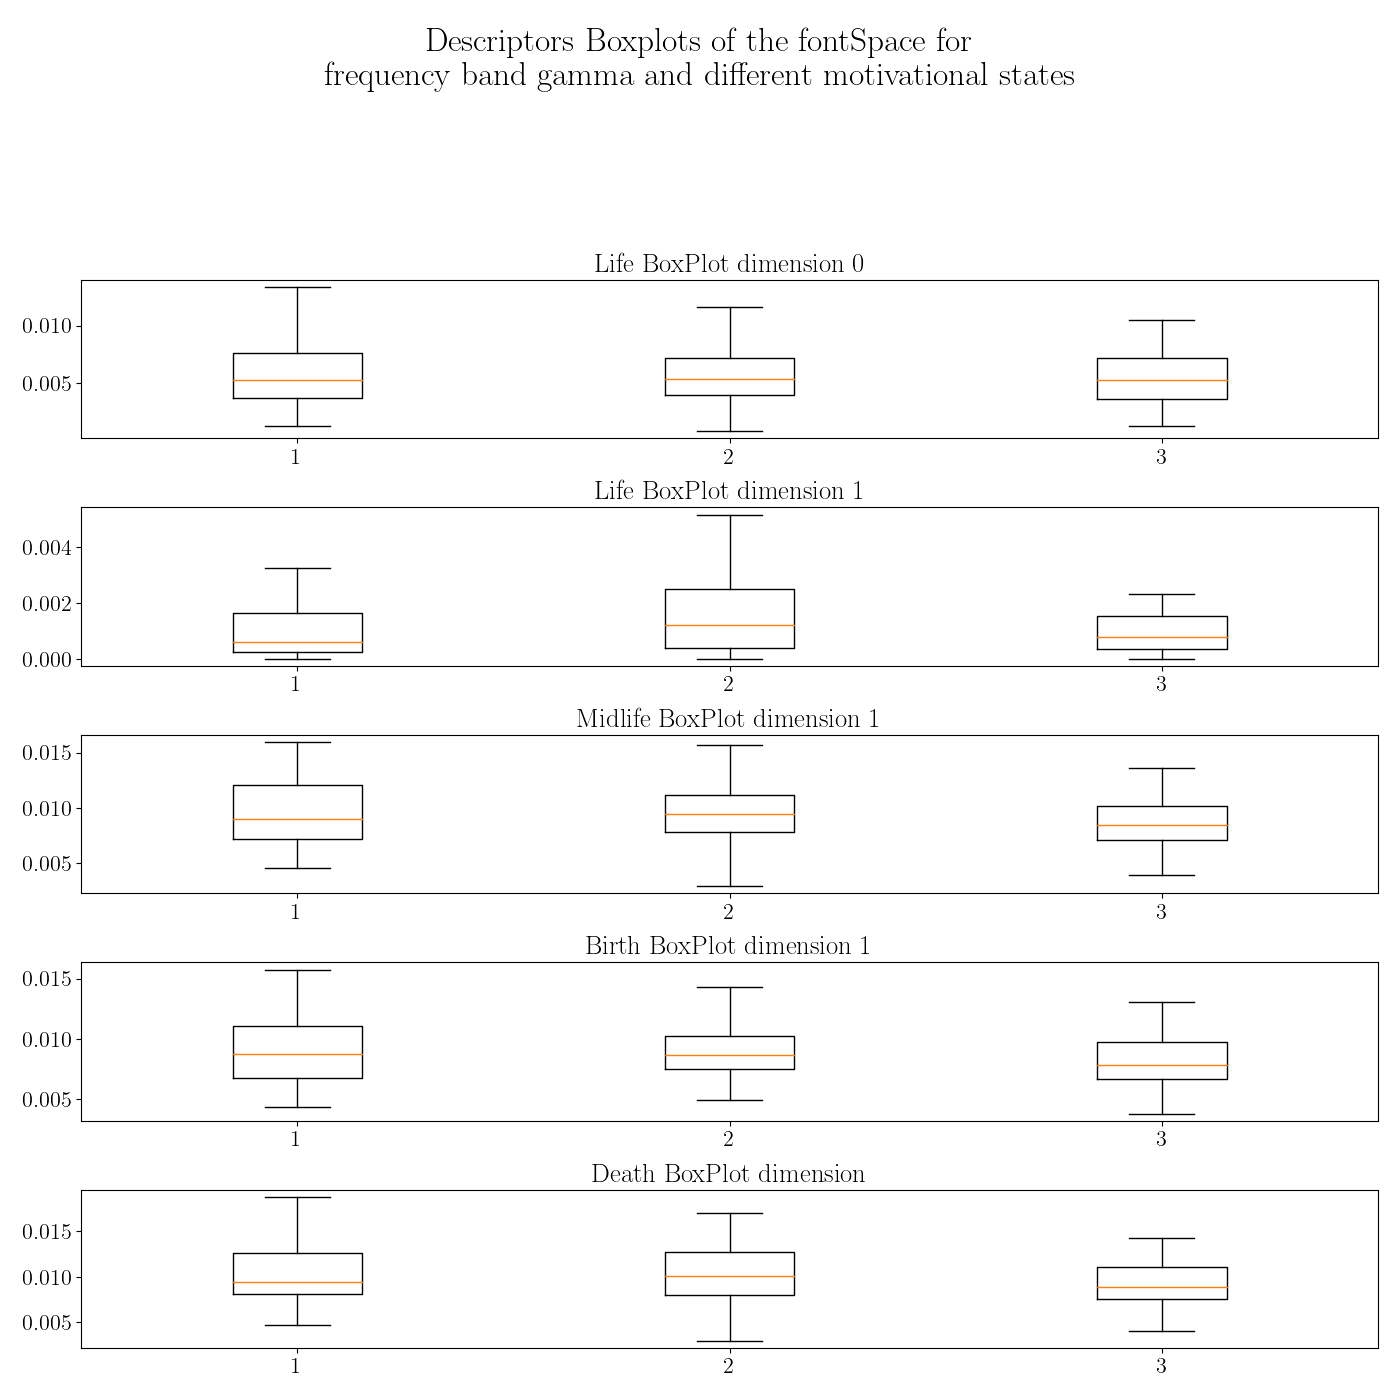 Descriptors Boxplots of the fontSpace for
frequency band gamma and different motivational states
Life BoxPlot dimension 0
0.010
0.005
1 2 3
Life BoxPlot dimension 1
0.004
0.002
0.000
1 2 3
Midlife BoxPlot dimension 1
0.015
0.010
0.005
1 2 3
Birth BoxPlot dimension 1
0.015
0.010
0.005
1 2 3
Death BoxPlot dimension
0.015
0.010
0.005
1 2 3